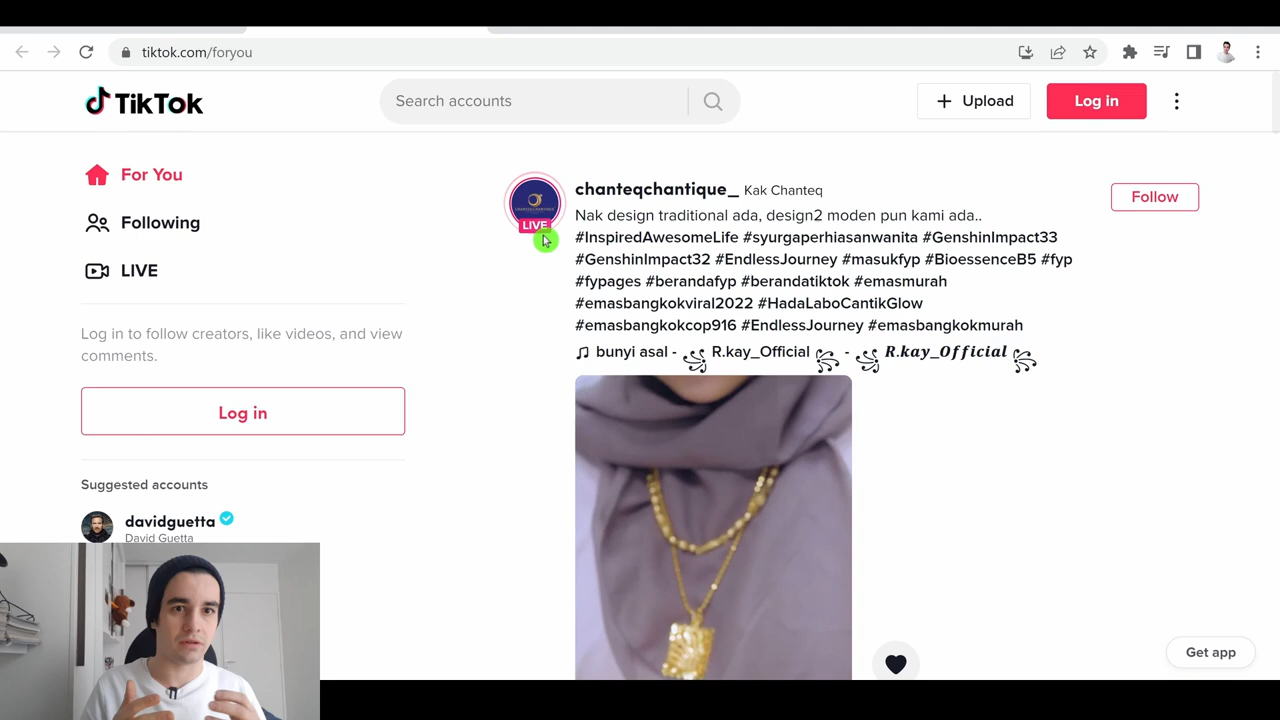 tiktok.com/foryou
TikTok
Search accounts
Upload
Log in
For You
Following
LIVE
Log in to follow creators, like videos, and view
comments.
Log in
Suggested accounts
davidguetta
David Guetta
chanteqchantique_ Kak Chanteq
Follow
LIVE
Nak design traditional ada, design2 moden pun kami ada..
#InspiredAwesomeLife #syurgaperhiasanwanita #GenshinImpact33
#GenshinImpact32 #EndlessJourney #masukfyp #BioessenceB5 #fyp
#fypages #berandafyp #berandatiktok #emasmurah
#emasbangkokviral2022 #HadaLaboCantikGlow
#emasbangkokcop916 #EndlessJourney #emasbangkokmurah
bunyi asal - ꧁ R.kay_Official ꧂ - ꧁ 𝑹.𝒌𝒂𝒚_𝑶𝒇𝒇𝒊𝒄𝒊𝒂𝒍 ꧂
Get app